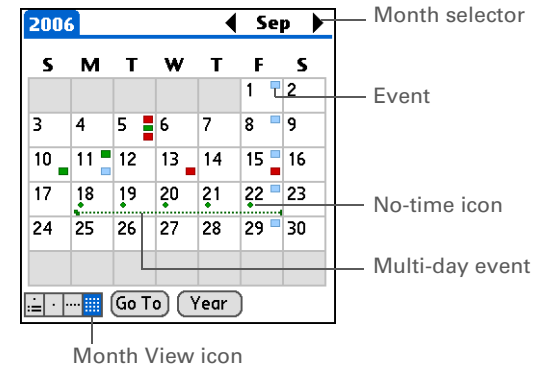 2006 Sep Month selector
S M T W T F S
1 2 Event
3 4 5 6 7 8 9
10 11 12 13 14 15 16
17 18 19 20 21 22 23 No-time icon
24 25 26 27 28 29 30
Multi-day event
Go To Year
Month View icon